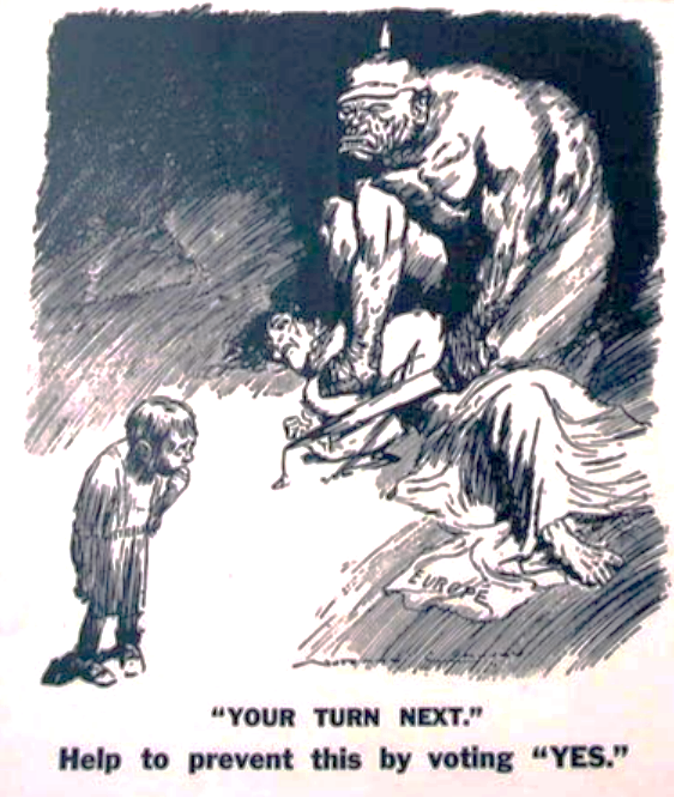 EUROPE
"YOUR TURN NEXT."
Help to prevent this by voting "YES."